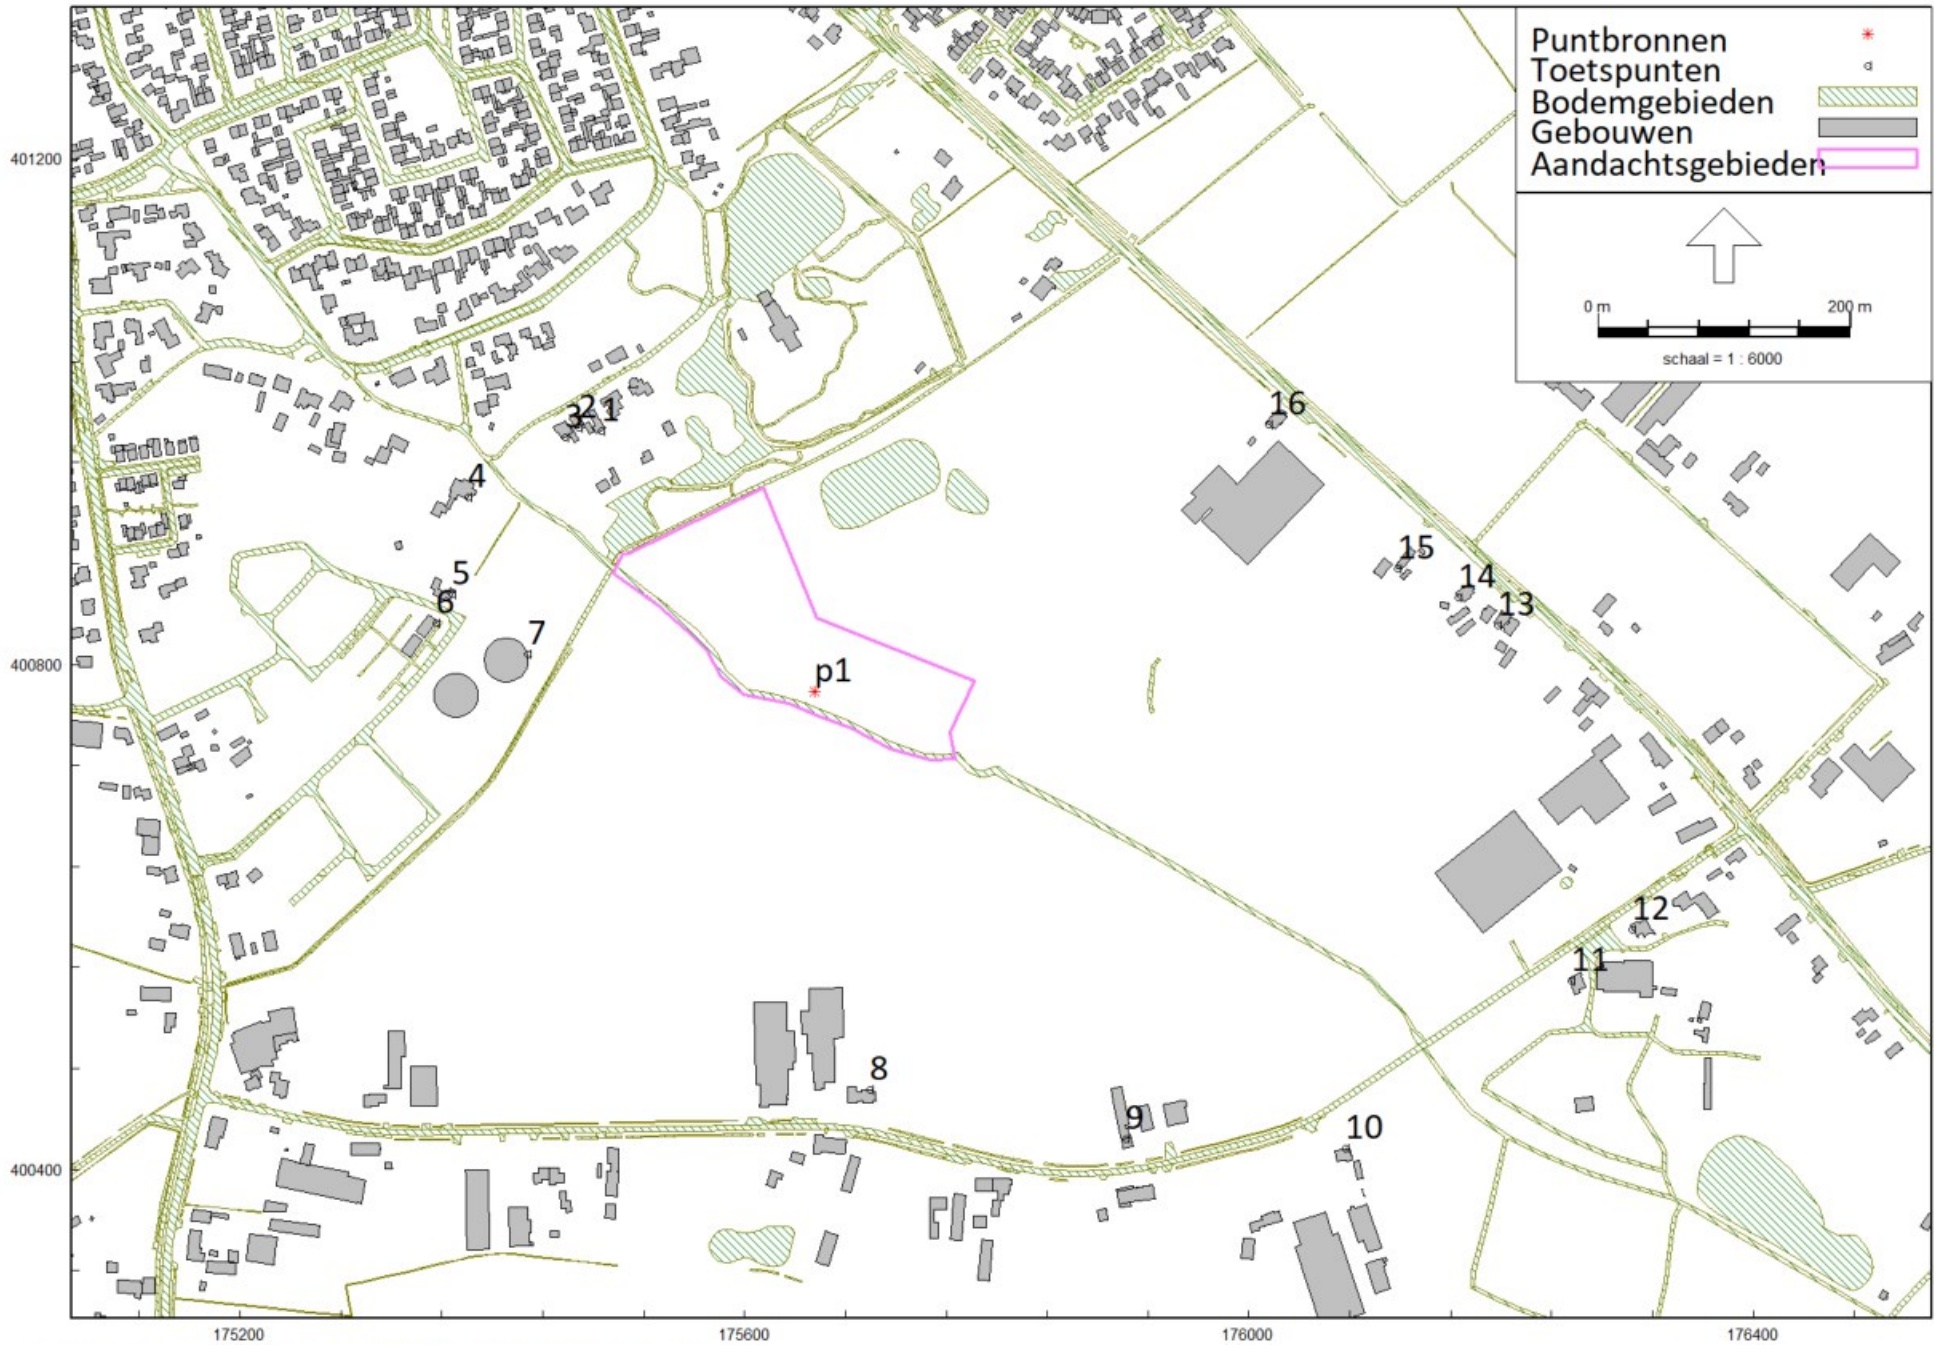 Puntbronnen
Toetspunten
Bodemgebieden
Gebouwen
Aandachtsgebieden
0 m 200 m
schaal = 1 : 6000
401200
400800
400400
175200 175600 176000 176400
3 2 1
16
4
15
5
14
6
13
7
p1
12
11
8
9
10